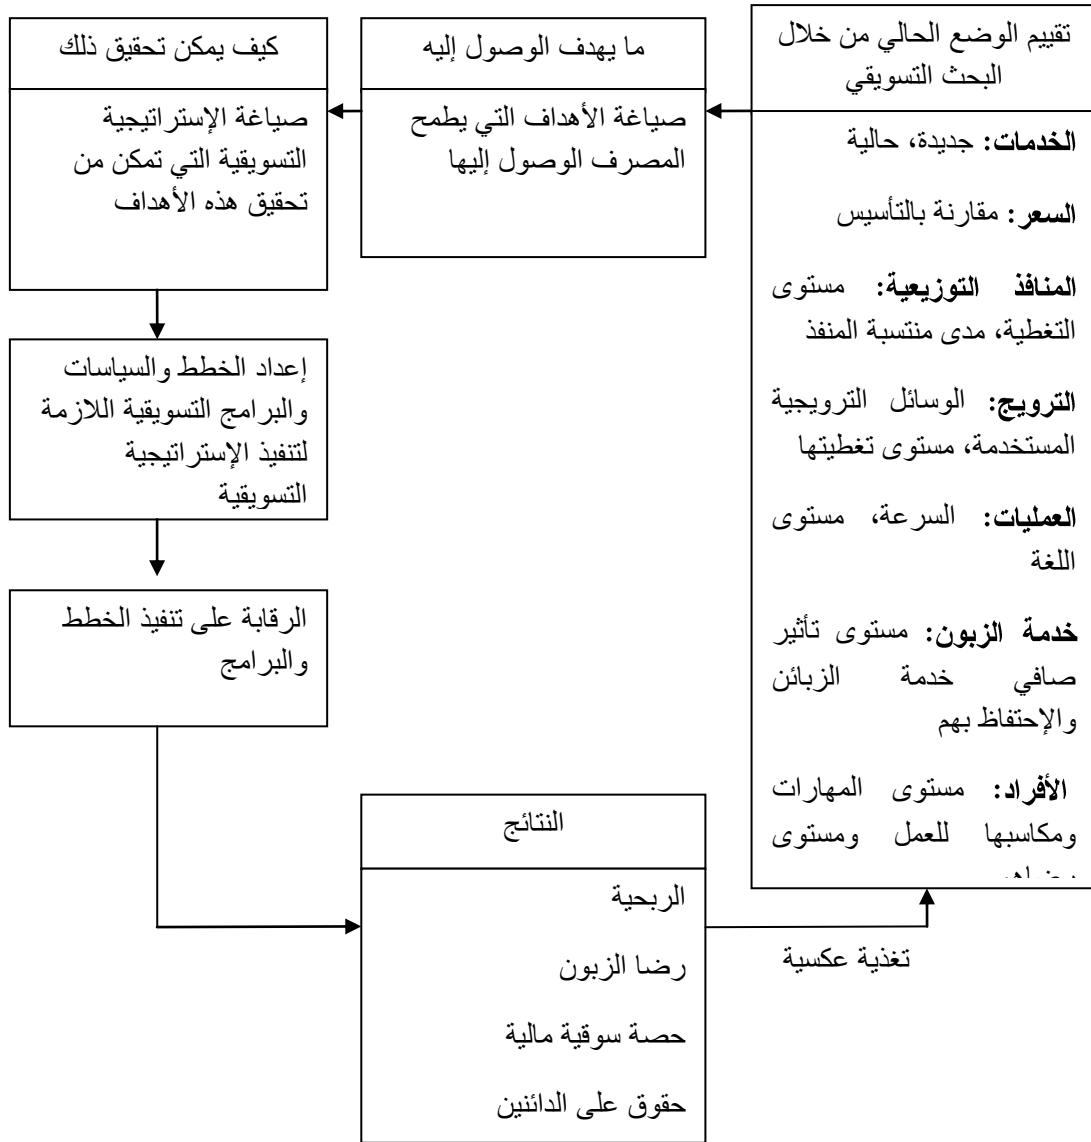 تقييم الوضع الحالي من خلال
البحث التسويقي
الخدمات: جديدة، حالية
السعر: مقارنة بالتأسيس
المنافذ التوزيعية: مستوى
التغطية، مدى منتسبة المنفذ
الترويج: الوسائل الترويجية
المستخدمة، مستوى تغطيتها
العمليات: السرعة، مستوى
اللغة
خدمة الزبون: مستوى تأثير
صافي خدمة الزبائن
والإحتفاظ بهم
الأفراد: مستوى المهارات
ومكاسبها للعمل ومستوى
ما يهدف الوصول إليه
صياغة الأهداف التي يطمح
المصرف الوصول إليها
كيف يمكن تحقيق ذلك
صياغة الإستراتيجية
التسويقية التي تمكن من
تحقيق هذه الأهداف
إعداد الخطط والسياسات
والبرامج التسويقية اللازمة
لتنفيذ الإستراتيجية
التسويقية
الرقابة على تنفيذ الخطط
والبرامج
النتائج
الربحية
رضا الزبون
حصة سوقية مالية
حقوق على الدائنين
تغذية عكسية